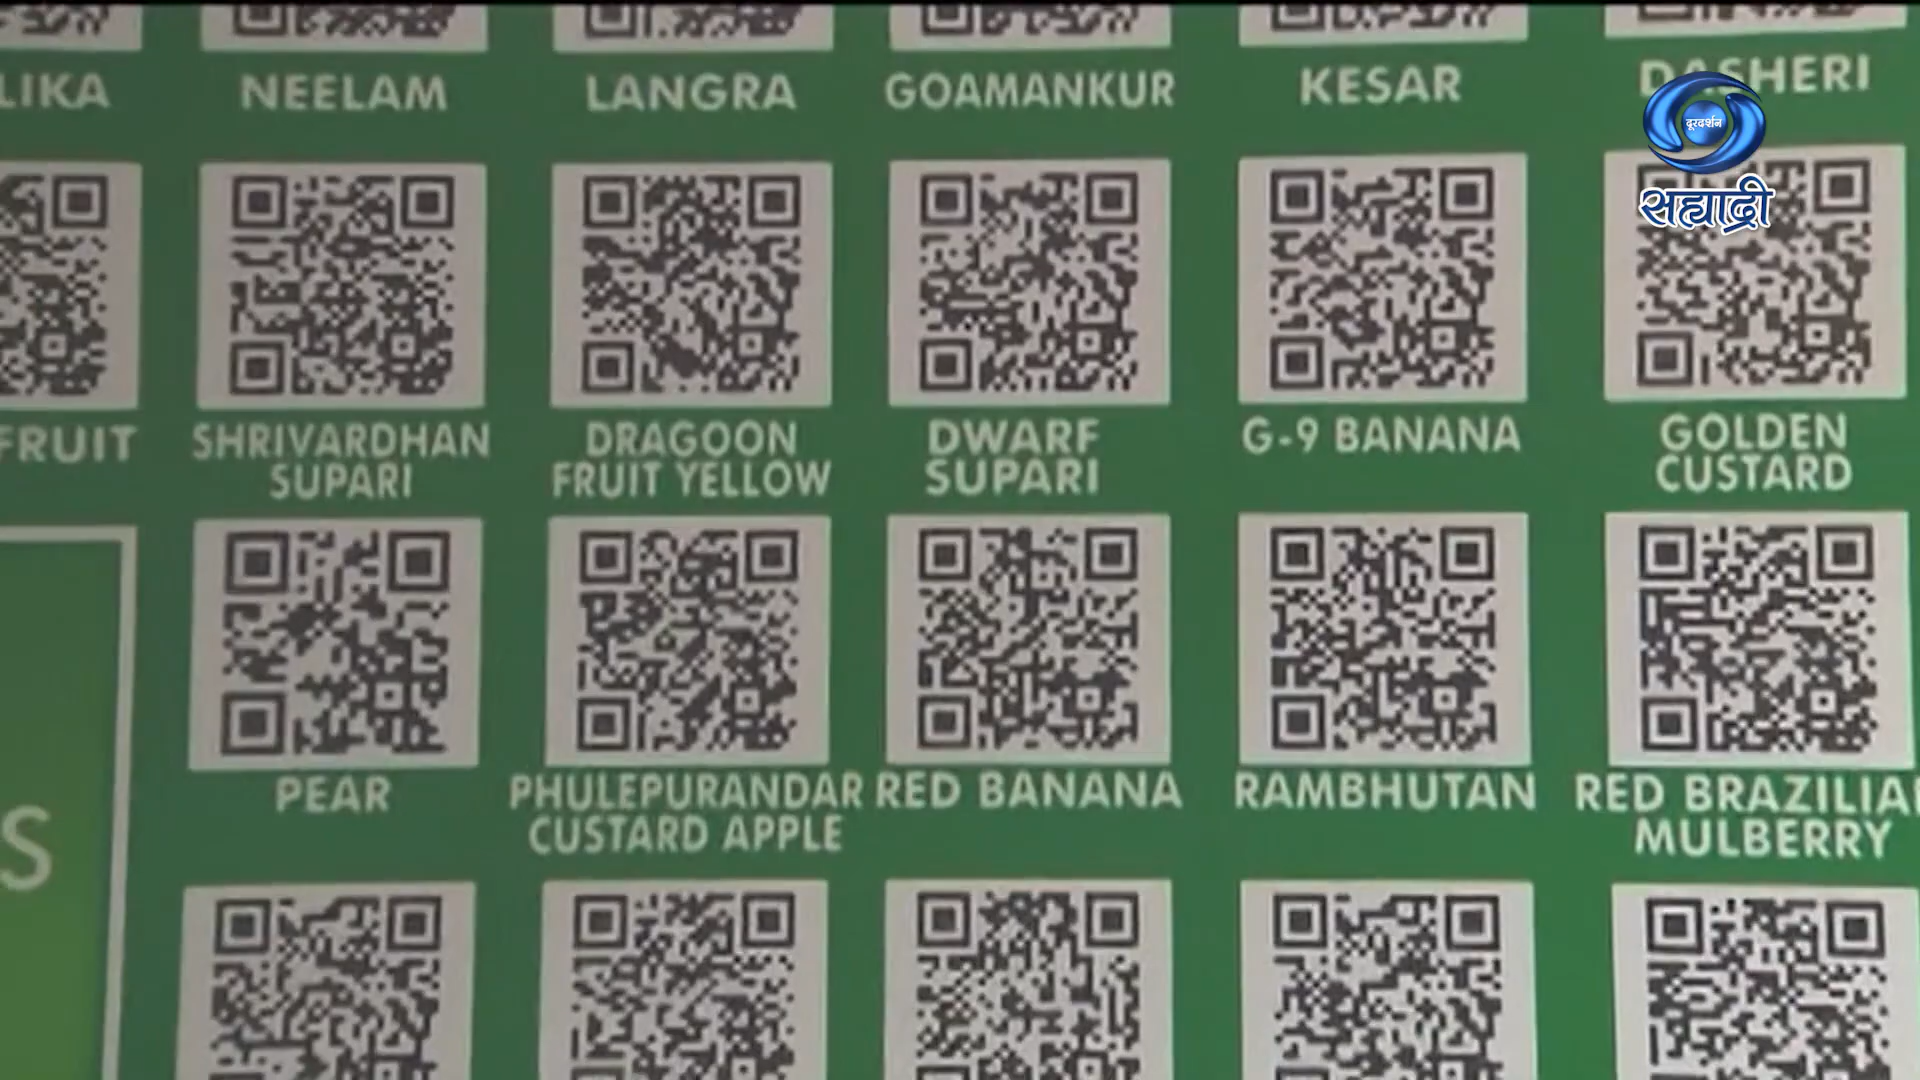 LIKA
NEELAM
LANGRA
GOAMANKUR
KESAR
DASHERI
दूरदर्शन
सह्याद्री
FRUIT
SHRIVARDHAN
SUPARI
DRAGOON
FRUIT YELLOW
DWARF
SUPARI
G-9 BANANA
GOLDEN
CUSTARD
PEAR
PHULEPURANDAR
CUSTARD APPLE
RED BANANA
RAMBHUTAN
RED BRAZILIAN
MULBERRY
S